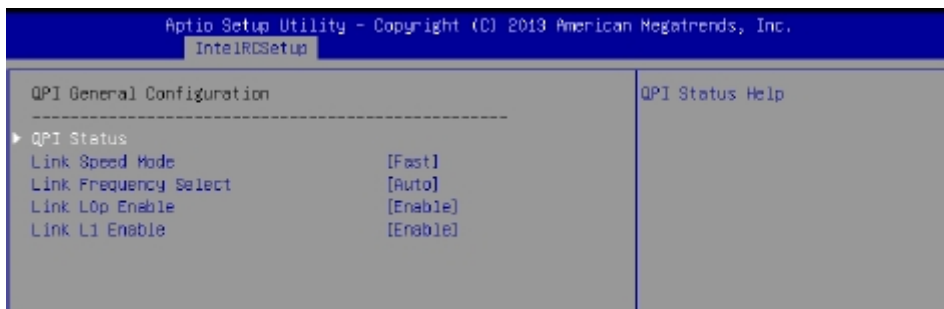 Aptio Setup Utility - Copyright (C) 2013 American Megatrends, Inc.
IntelRCSetup
QPI General Configuration
QPI Status Help
------------------------------------------------
QPI Status
Link Speed Mode [Fast]
Link Frequency Select [Auto]
Link L0p Enable [Enable]
Link L1 Enable [Enable]